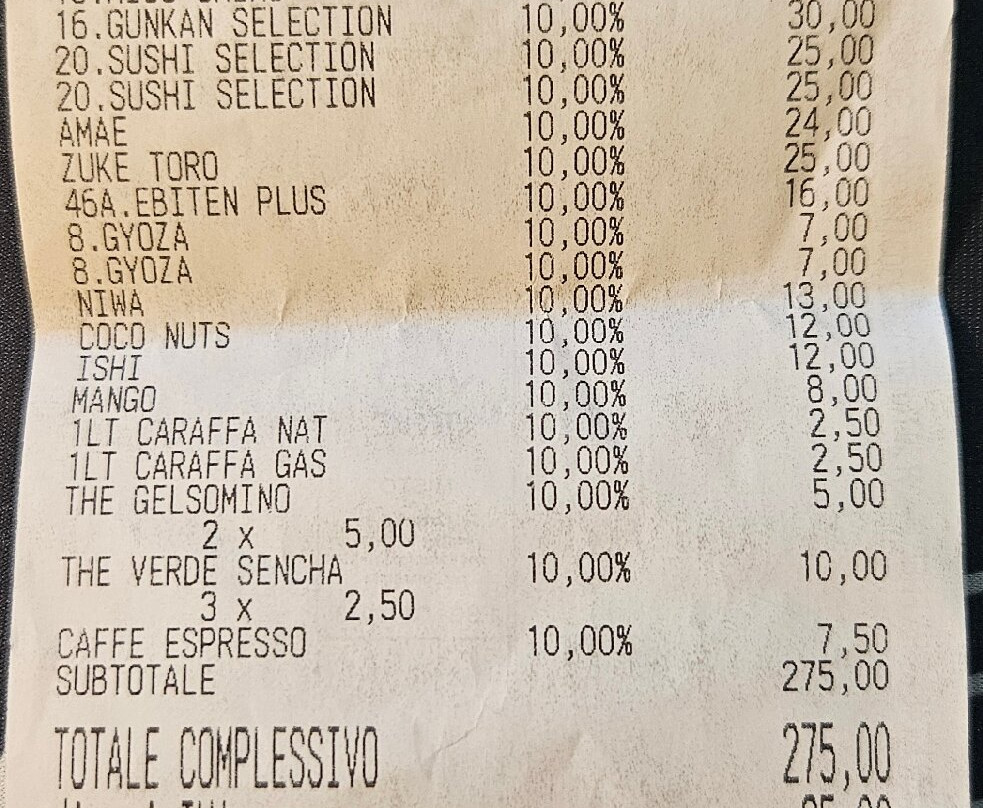 16.GUNKAN SELECTION 10,00% 30,00
20.SUSHI SELECTION 10,00% 25,00
20.SUSHI SELECTION 10,00% 25,00
AMAE 10,00% 24,00
ZUKE TORO 10,00% 25,00
46A.EBITEN PLUS 10,00% 16,00
8.GYOZA 10,00% 7,00
8.GYOZA 10,00% 7,00
NIWA 10,00% 13,00
COCO NUTS 10,00% 12,00
ISHI 10,00% 12,00
MANGO 10,00% 8,00
1LT CARAFFA NAT 10,00% 2,50
1LT CARAFFA GAS 10,00% 2,50
THE GELSOMINO 10,00% 5,00
2 x 5,00
THE VERDE SENCHA 10,00% 10,00
3 x 2,50
CAFFE ESPRESSO 10,00% 7,50
SUBTOTALE 275,00
TOTALE COMPLESSIVO 275,00